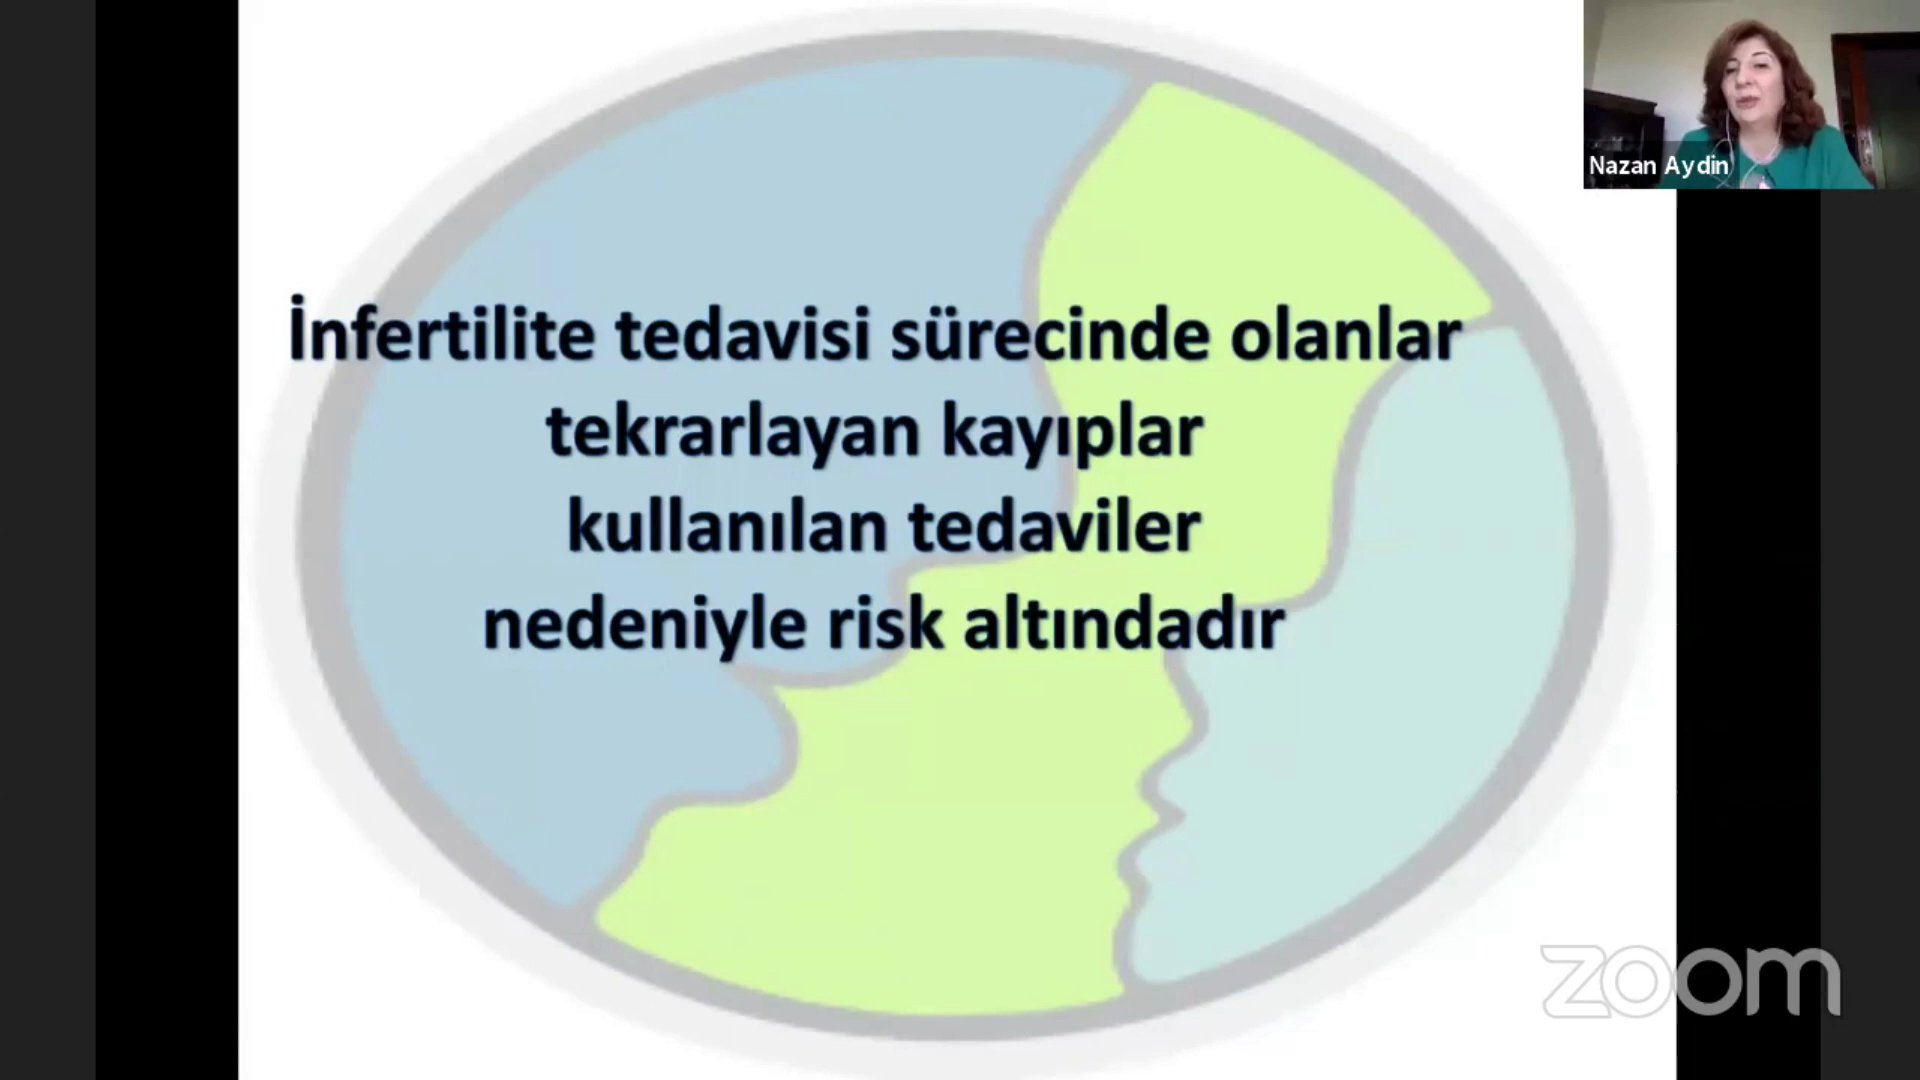 Nazan Aydin
İnfertilite tedavisi sürecinde olanlar
tekrarlayan kayıplar
kullanılan tedaviler
nedeniyle risk altındadır
zoom